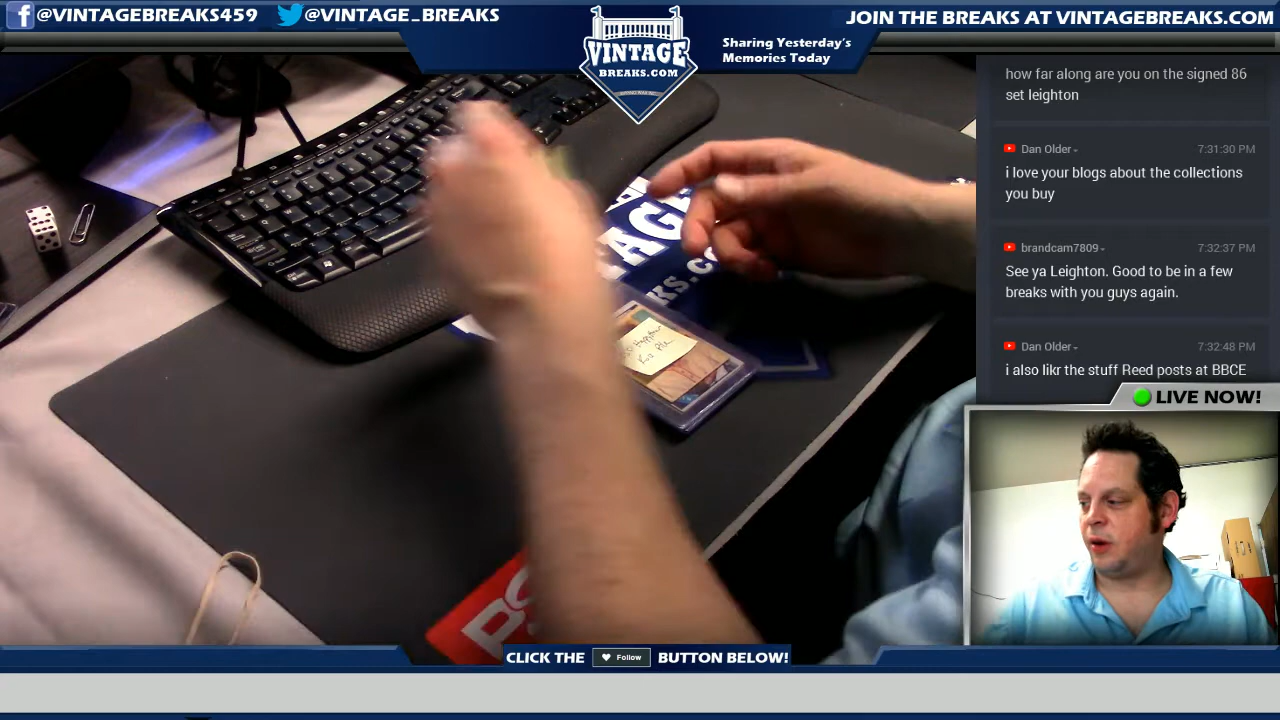 @VINTAGEBREAKS459
@VINTAGE_BREAKS
VINTAGE
BREAKS.COM
Sharing Yesterday's
Memories Today
JOIN THE BREAKS AT VINTAGEBREAKS.COM
how far along are you on the signed 86
set leighton
Dan Older
7:31:30 PM
i love your blogs about the collections
you buy
brandcam7809
7:32:37 PM
See ya Leighton. Good to be in a few
breaks with you guys again.
Dan Older
7:32:48 PM
i also likr the stuff Reed posts at BBCE
LIVE NOW!
CLICK THE
Follow
BUTTON BELOW!